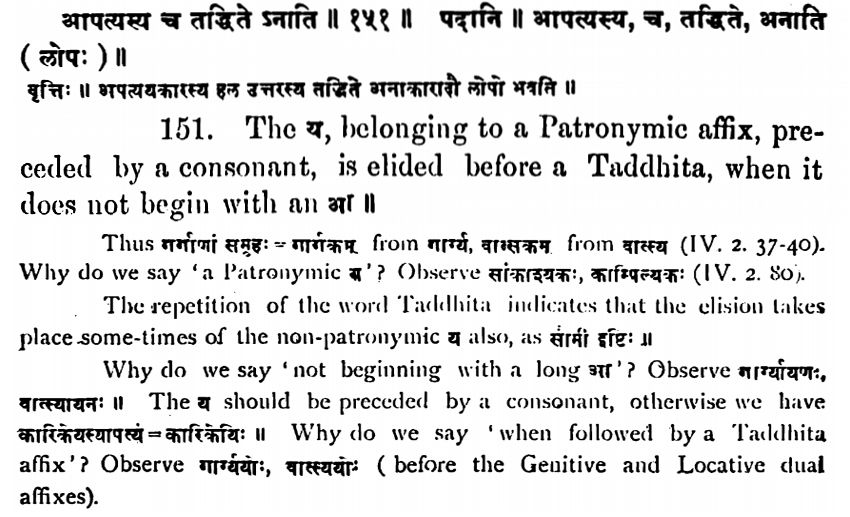 आपत्यस्य च तद्धिते ऽनाति ॥ १५१ ॥ पदानि ॥ आपत्यस्य, च, तद्धिते, अनाति
( लोपः ) ॥
वृत्तिः ॥ अपत्ययकारस्य हल उत्तरस्य तद्धिते अनाकारादौ लोपो भवति ॥
151. The य, belonging to a Patronymic affix, pre-
ceded by a consonant, is elided before a Taddhita, when it
does not begin with an आ ॥
Thus गर्गाणां समूहः = गार्गकम् from गार्ग्य, वात्सकम् from वात्स्य (IV. 2. 37-40).
Why do we say 'a Patronymic य'? Observe सांकाश्यकः, काम्पिल्यकः (IV. 2. 80).
The repetition of the word Taddhita indicates that the elision takes
place some-times of the non-patronymic य also, as सौमी इष्टिः ॥
Why do we say 'not beginning with a long आ'? Observe गार्ग्यायणः,
वात्स्यायनः ॥ The य should be preceded by a consonant, otherwise we have
कारिकेयस्यापत्यं = कारिकेयिः ॥ Why do we say 'when followed by a Taddhita
affix'? Observe गार्ग्ययोः, वात्स्ययोः ( before the Genitive and Locative dual
affixes).